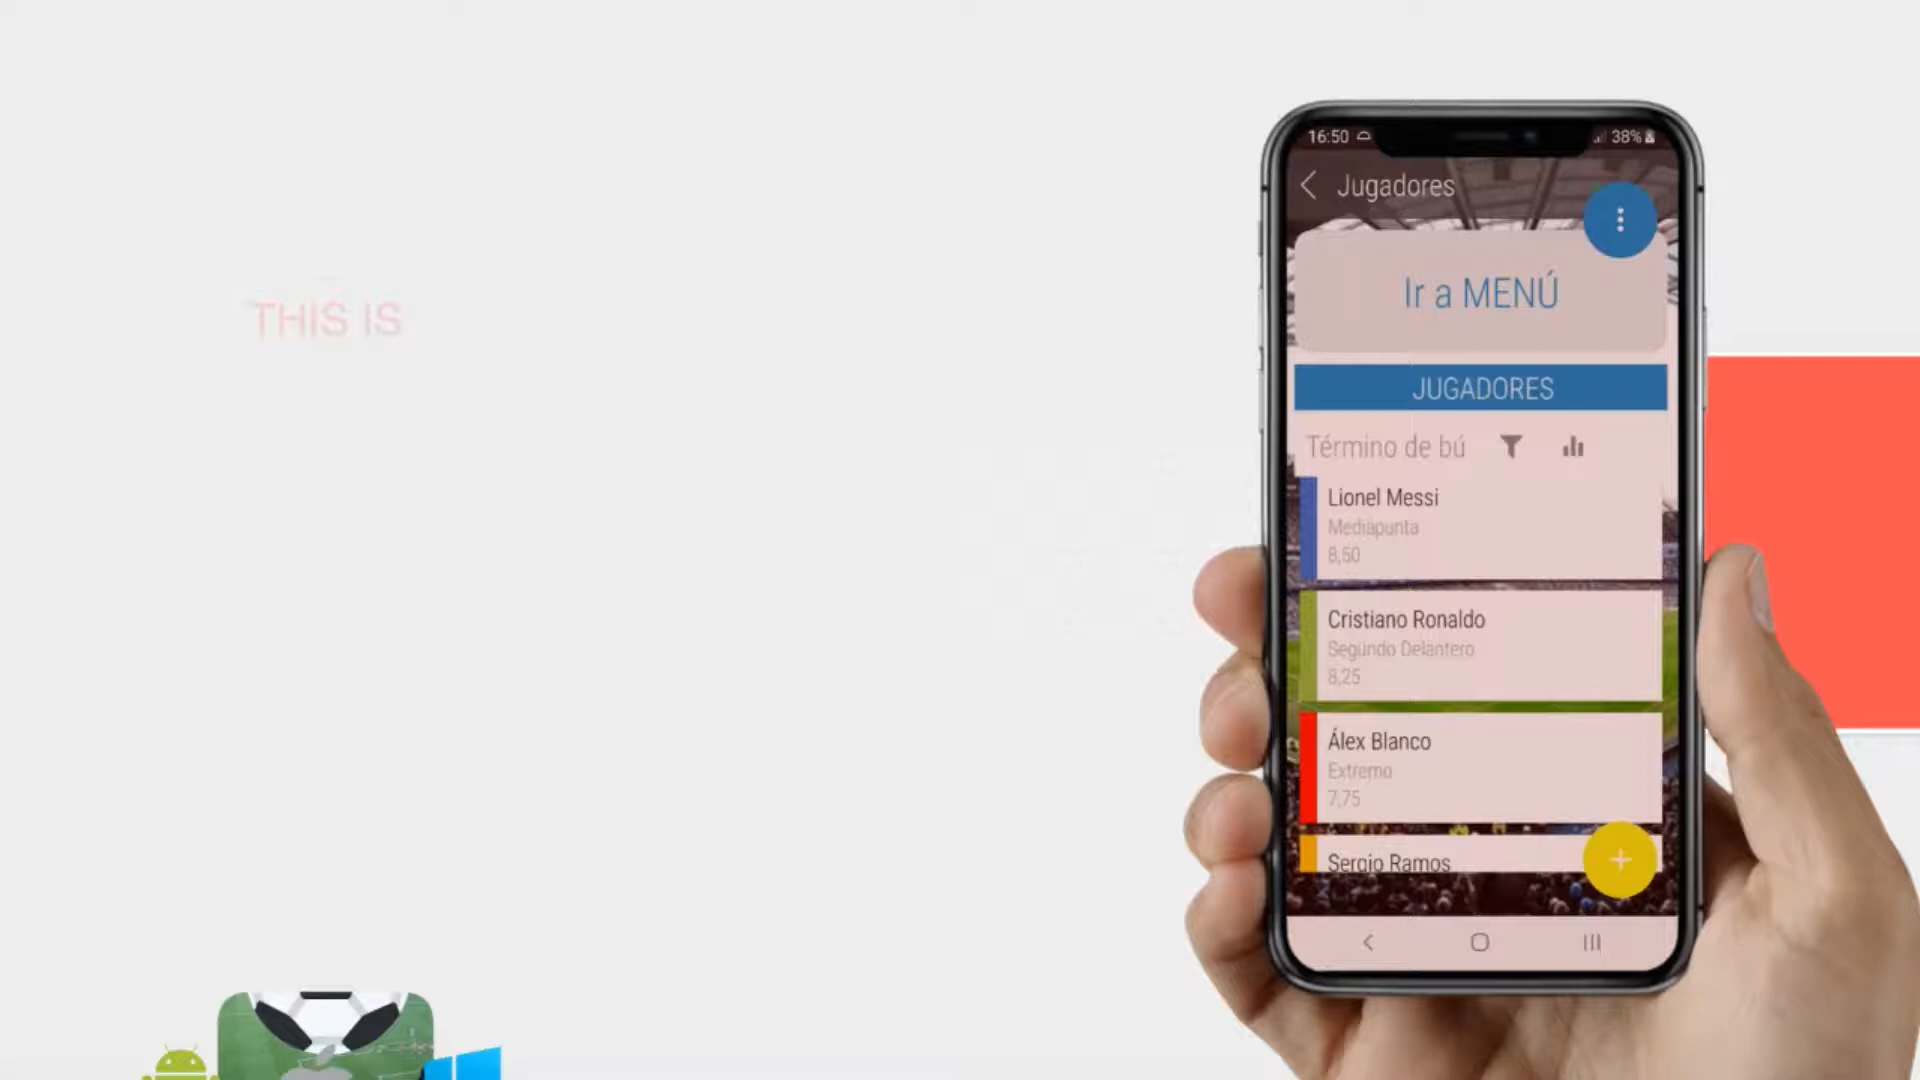 THIS IS
16:50
38%
Jugadores
Ir a MENÚ
JUGADORES
Término de bú
Lionel Messi
Mediapunta
8,50
Cristiano Ronaldo
Segundo Delantero
8,25
Álex Blanco
Extremo
7,75
Sergio Ramos